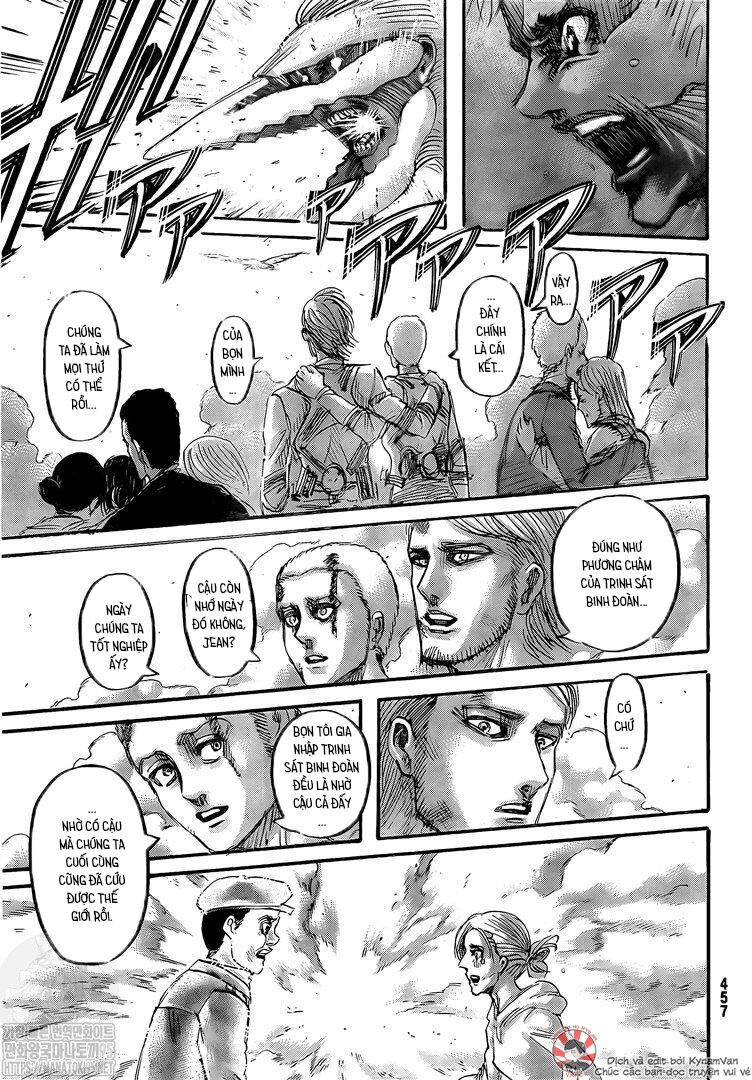 アアアアアアア
VẬY
RA...
...
ĐÂY
CHÍNH
LÀ CÁI
KẾT...
CỦA
BỌN
MÌNH
CHÚNG
TA ĐÃ LÀM
MỌI THỨ
CÓ THỂ
RỒI...
ĐÚNG NHƯ
PHƯƠNG CHÂM
CỦA TRINH SÁT
BINH ĐOÀN...
CẬU CÒN
NHỚ NGÀY
ĐÓ KHÔNG,
JEAN?
NGÀY
CHÚNG TA
TỐT NGHIỆP
ẤY?
CÓ
CHỨ
...
BỌN TÔI GIA
NHẬP TRINH
SÁT BINH ĐOÀN
ĐỀU LÀ NHỜ
CẬU CẢ ĐẤY
...
...
NHỜ CÓ CẬU
MÀ CHÚNG TA
CUỐI CÙNG
CŨNG ĐÃ CỨU
ĐƯỢC THẾ
GIỚI RỒI.
457
Dịch và edit bởi KynamVan
Chúc các bạn đọc truyện vui vẻ